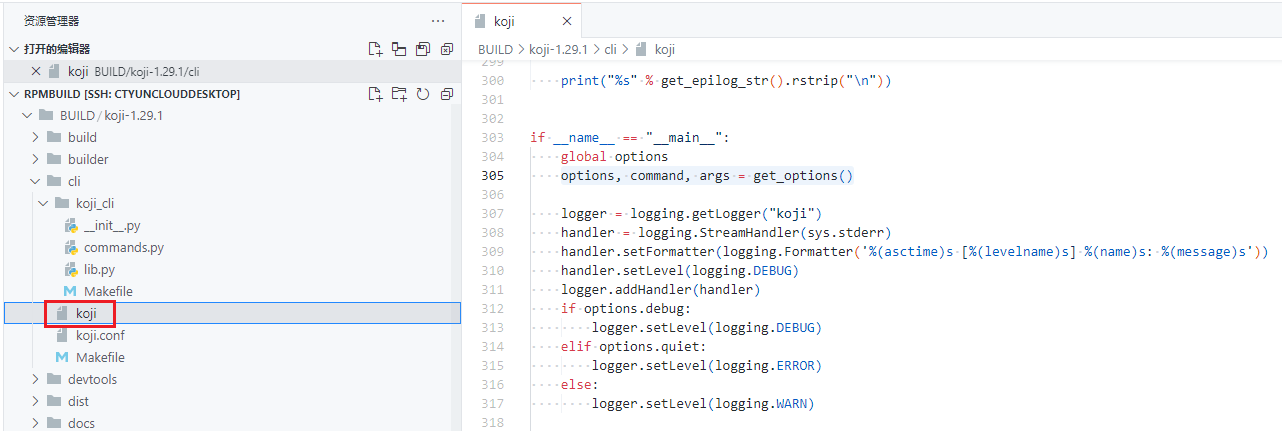 资源管理器
打开的编辑器
koji BUILD/koji-1.29.1/cli
RPMBUILD [SSH: CTYUNCLOUDDESKTOP]
BUILD / koji-1.29.1
build
builder
cli
koji_cli
__init__.py
commands.py
lib.py
Makefile
koji
koji.conf
Makefile
devtools
dist
docs
koji
BUILD > koji-1.29.1 > cli > koji
299
300 print("%s" % get_epilog_str().rstrip("\n"))
301
302
303 if __name__ == "__main__":
304 global options
305 options, command, args = get_options()
306
307 logger = logging.getLogger("koji")
308 handler = logging.StreamHandler(sys.stderr)
309 handler.setFormatter(logging.Formatter('%(asctime)s [%(levelname)s] %(name)s: %(message)s'))
310 handler.setLevel(logging.DEBUG)
311 logger.addHandler(handler)
312 if options.debug:
313 logger.setLevel(logging.DEBUG)
314 elif options.quiet:
315 logger.setLevel(logging.ERROR)
316 else:
317 logger.setLevel(logging.WARN)
318